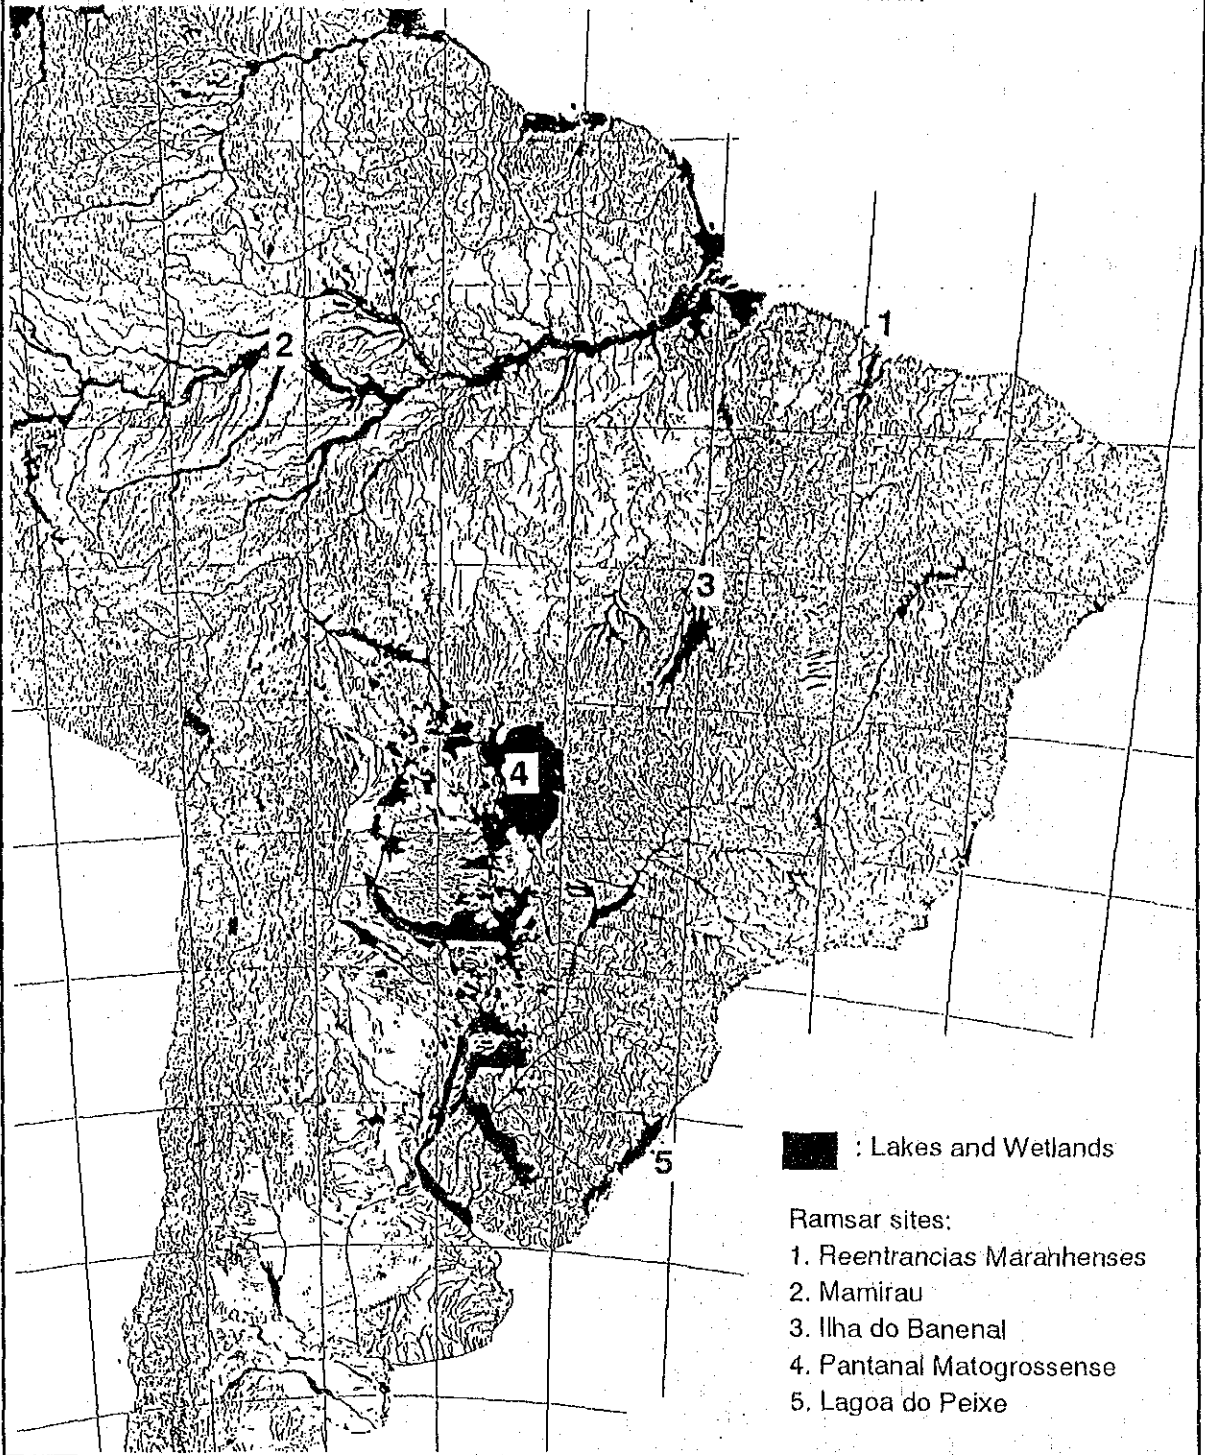 1
2
3
4
5
: Lakes and Wetlands
Ramsar sites:
1. Reentrancias Maranhenses
2. Mamirau
3. Ilha do Banenal
4. Pantanal Matogrossense
5. Lagoa do Peixe